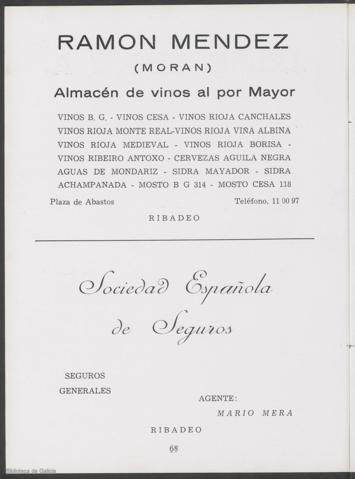 RAMON MENDEZ
(MORAN)
Almacén de vinos al por Mayor
VINOS B. G. - VINOS CESA - VINOS RIOJA CANCHALES
VINOS RIOJA MONTE REAL-VINOS RIOJA VIÑA ALBINA
VINOS RIOJA MEDIEVAL - VINOS RIOJA BORISA -
VINOS RIBEIRO ANTOXO - CERVEZAS AGUILA NEGRA
AGUAS DE MONDARIZ - SIDRA MAYADOR - SIDRA
ACHAMPANADA - MOSTO B G 314 - MOSTO CESA 118
Plaza de Abastos Teléfono, 11 00 97
RIBADEO
Sociedad Española
de Seguros
SEGUROS
GENERALES
AGENTE:
MARIO MERA
RIBADEO
68
Biblioteca de Galicia